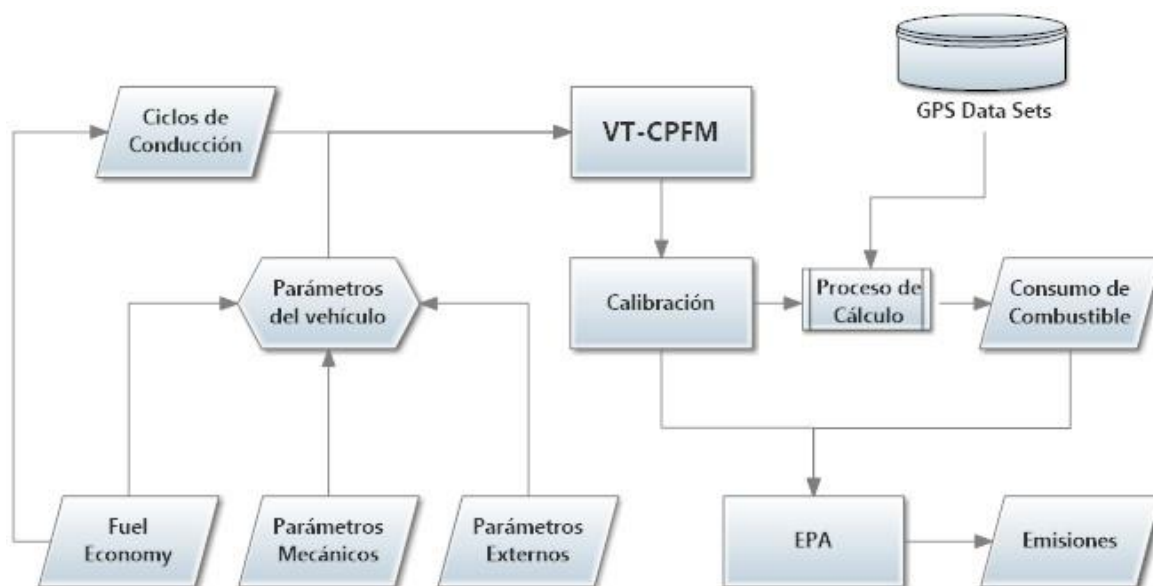 Ciclos de
Conducción
VT-CPFM
GPS Data Sets
Parámetros
del vehículo
Calibración
Proceso de
Cálculo
Consumo de
Combustible
Fuel
Economy
Parámetros
Mecánicos
Parámetros
Externos
EPA
Emisiones